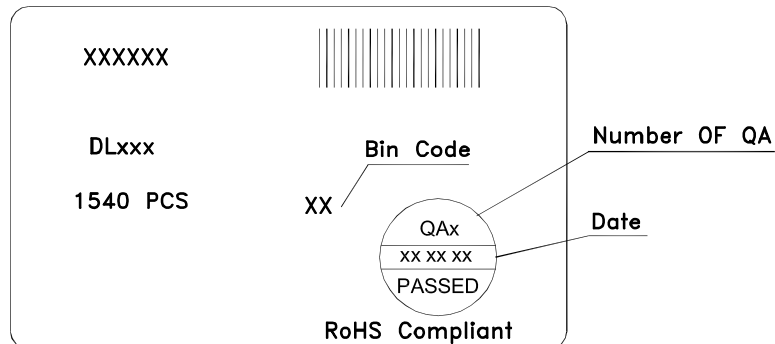 XXXXXX
DLxxx
Bin Code
Number OF QA
1540 PCS
XX
QAx
Date
xx xx xx
PASSED
RoHS Compliant